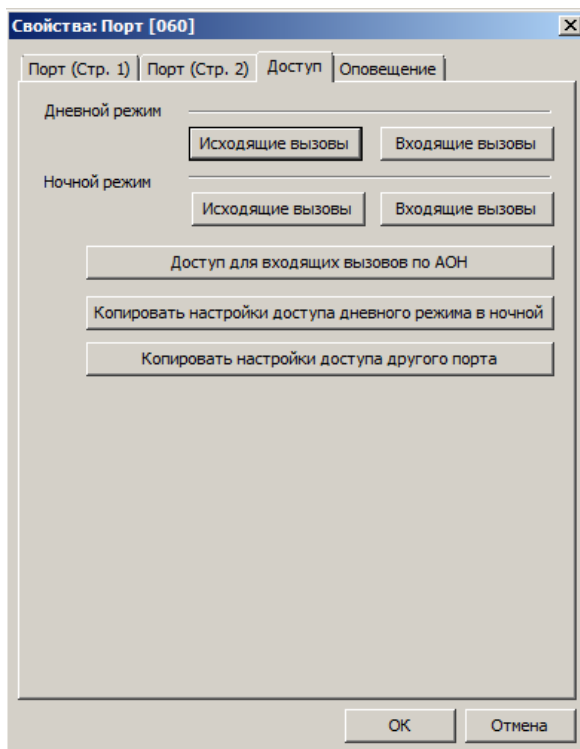 Свойства: Порт [060]
Порт (Стр. 1) Порт (Стр. 2) Доступ Оповещение
Дневной режим
Исходящие вызовы Входящие вызовы
Ночной режим
Исходящие вызовы Входящие вызовы
Доступ для входящих вызовов по АОН
Копировать настройки доступа дневного режима в ночной
Копировать настройки доступа другого порта
ОК Отмена